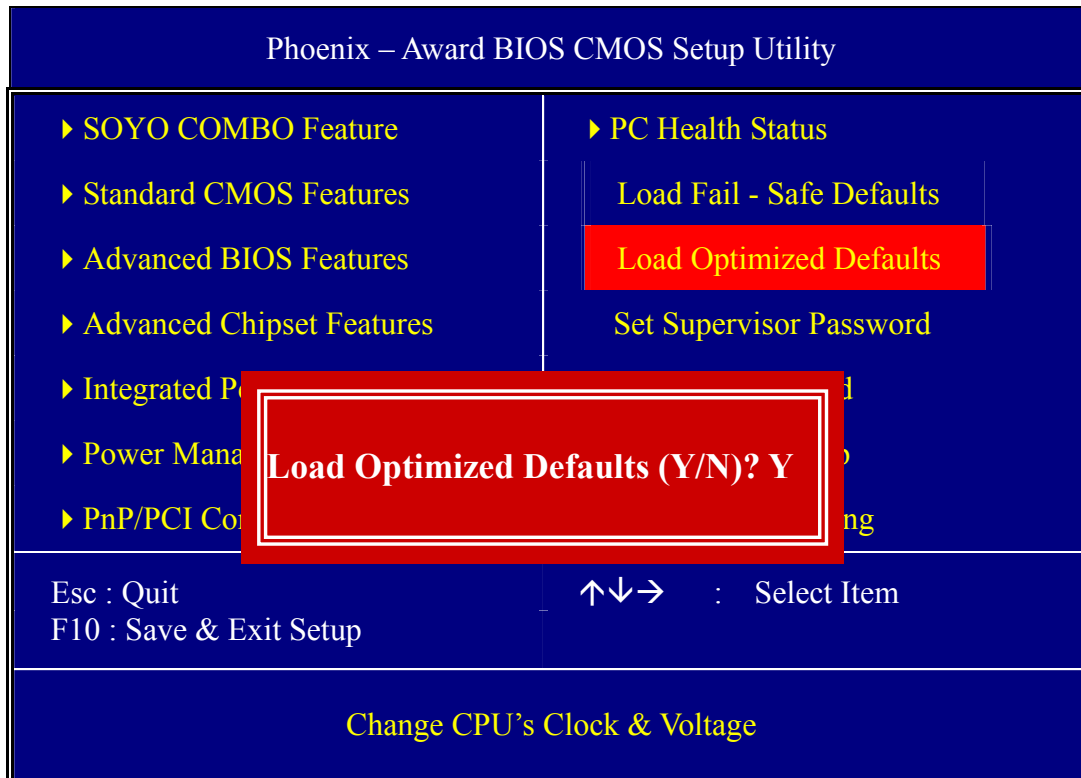 Phoenix – Award BIOS CMOS Setup Utility
SOYO COMBO Feature
Standard CMOS Features
Advanced BIOS Features
Advanced Chipset Features
Integrated
Power
PnP/PCI
PC Health Status
Load Fail - Safe Defaults
Load Optimized Defaults
Set Supervisor Password
Load Optimized Defaults (Y/N)? Y
Esc : Quit
F10 : Save & Exit Setup
↑↓→ : Select Item
Change CPU’s Clock & Voltage